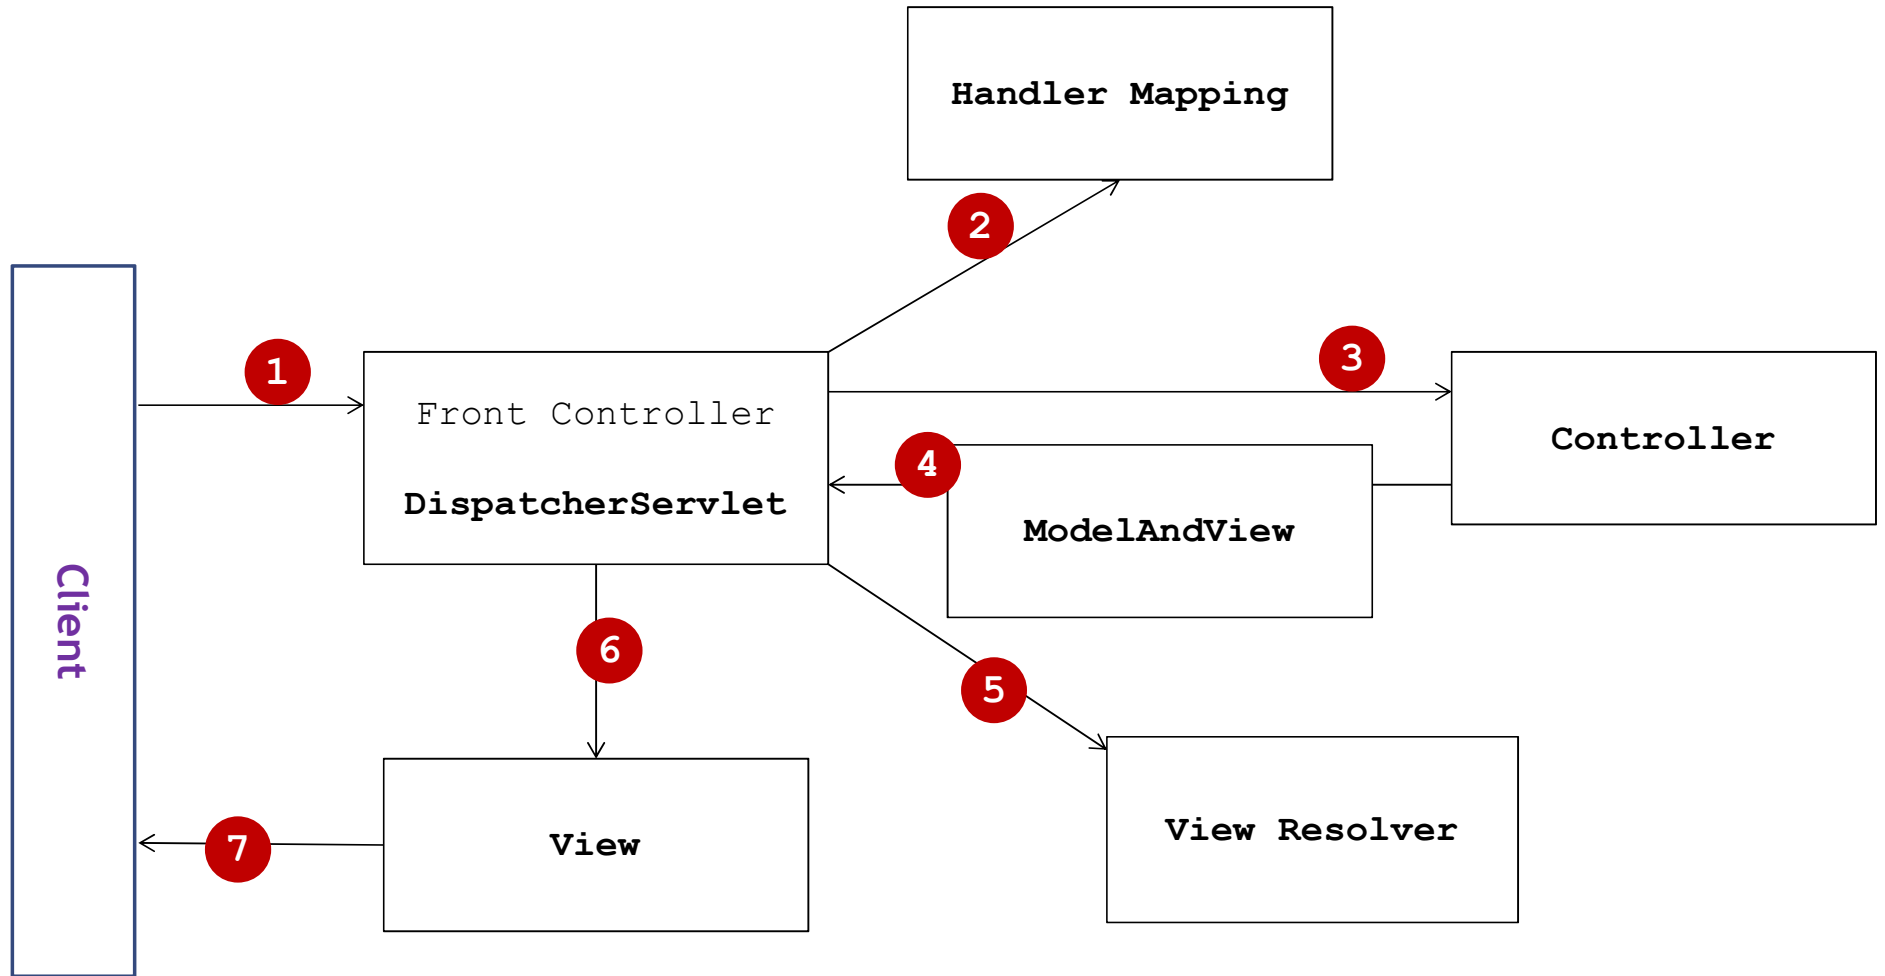 Handler Mapping
2
1
3
Front Controller
DispatcherServlet
Controller
4
ModelAndView
Client
6
5
View
7
View Resolver